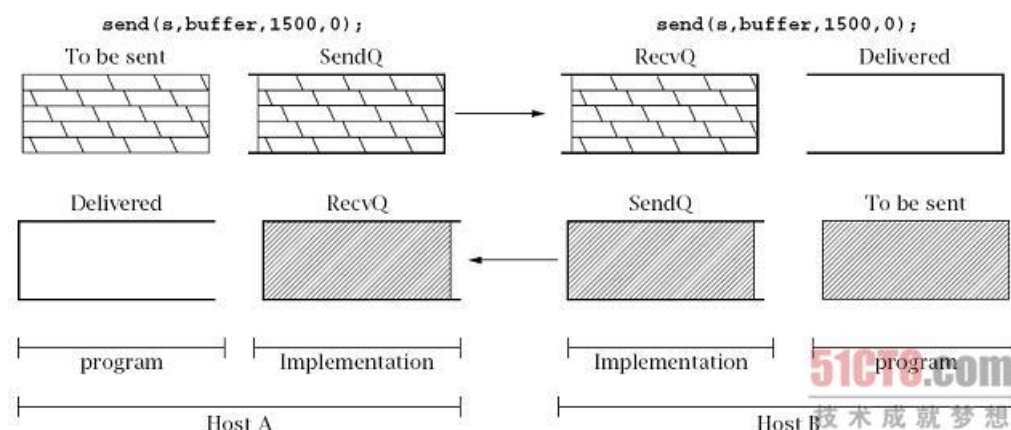 send(s,buffer,1500,0); send(s,buffer,1500,0);
To be sent SendQ RecvQ Delivered
Delivered RecvQ SendQ To be sent
program Implementation Implementation program
51CTO.com
Host A Host B
技术成就梦想